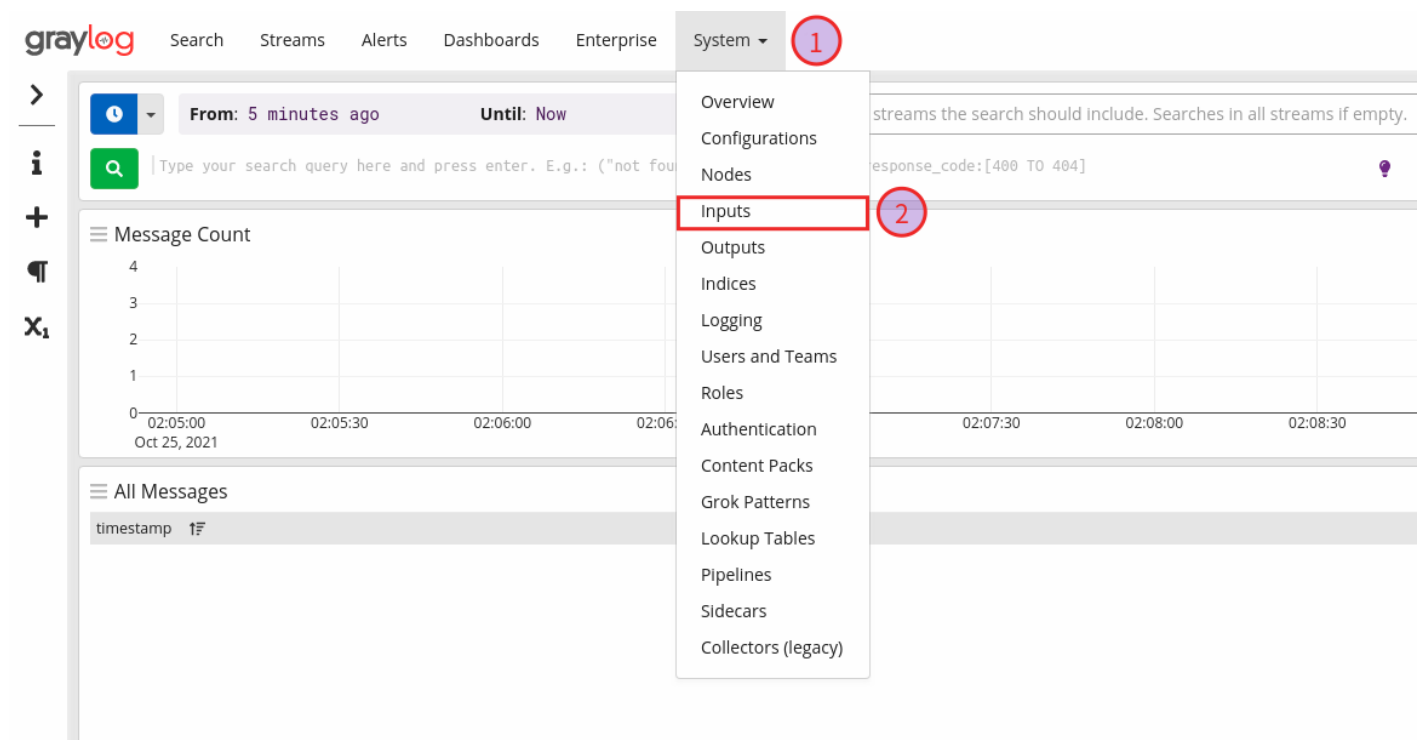 graylog Search Streams Alerts Dashboards Enterprise System 1
From: 5 minutes ago Until: Now streams the search should include. Searches in all streams if empty.
Type your search query here and press enter. E.g.: ("not fou esponse_code:[400 TO 404]
Overview
Configurations
Nodes
Inputs 2
Outputs
Indices
Logging
Users and Teams
Roles
Authentication
Content Packs
Grok Patterns
Lookup Tables
Pipelines
Sidecars
Collectors (legacy)
i
¶
X₁
Message Count
4
3
2
1
0
02:05:00 02:05:30 02:06:00 02:06: 02:07:30 02:08:00 02:08:30
Oct 25, 2021
All Messages
timestamp